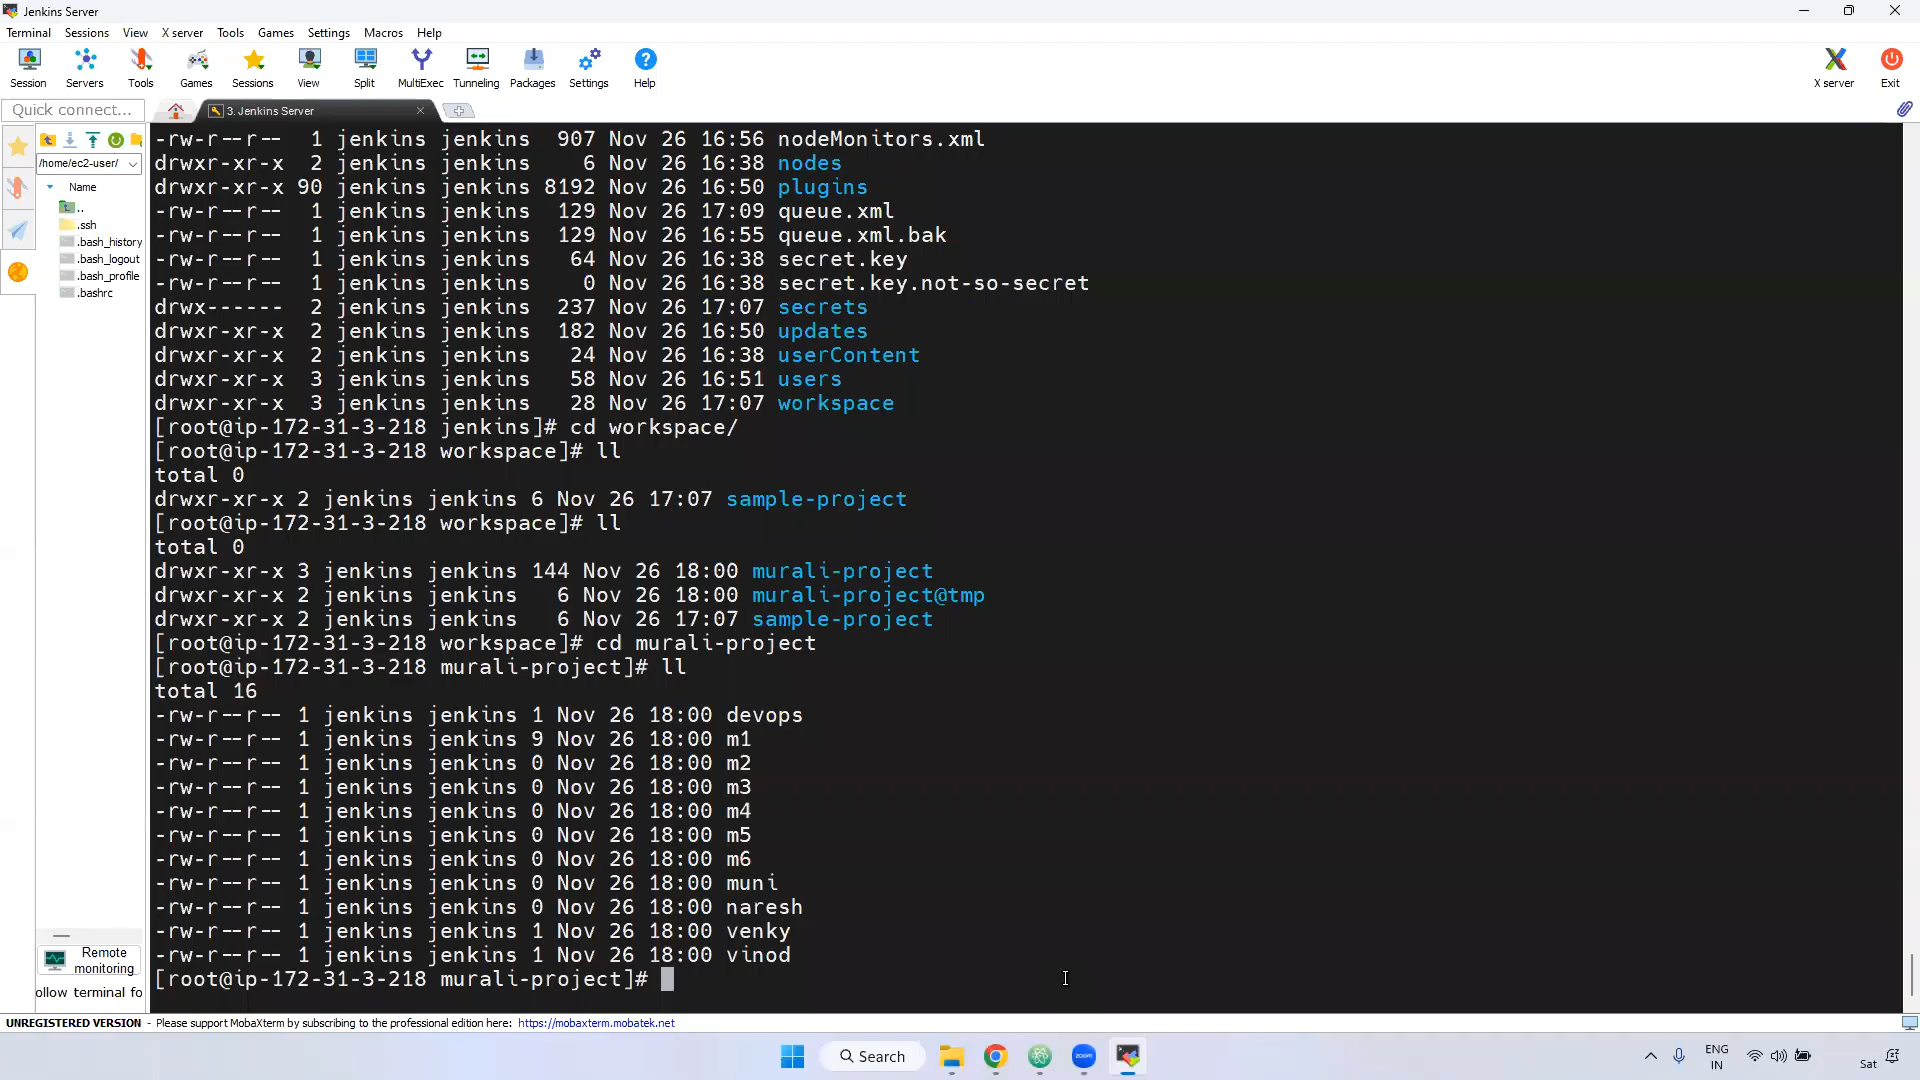 Jenkins Server
Terminal Sessions View X server Tools Games Settings Macros Help
Session Servers Tools Games Sessions View Split MultiExec Tunneling Packages Settings Help X server Exit
Quick connect... 3. Jenkins Server
/home/ec2-user/
Name
..
.ssh
.bash_history
.bash_logout
.bash_profile
.bashrc
-rw-r--r-- 1 jenkins jenkins 907 Nov 26 16:56 nodeMonitors.xml
drwxr-xr-x 2 jenkins jenkins 6 Nov 26 16:38 nodes
drwxr-xr-x 90 jenkins jenkins 8192 Nov 26 16:50 plugins
-rw-r--r-- 1 jenkins jenkins 129 Nov 26 17:09 queue.xml
-rw-r--r-- 1 jenkins jenkins 129 Nov 26 16:55 queue.xml.bak
-rw-r--r-- 1 jenkins jenkins 64 Nov 26 16:38 secret.key
-rw-r--r-- 1 jenkins jenkins 0 Nov 26 16:38 secret.key.not-so-secret
drwx------ 2 jenkins jenkins 237 Nov 26 17:07 secrets
drwxr-xr-x 2 jenkins jenkins 182 Nov 26 16:50 updates
drwxr-xr-x 2 jenkins jenkins 24 Nov 26 16:38 userContent
drwxr-xr-x 3 jenkins jenkins 58 Nov 26 16:51 users
drwxr-xr-x 3 jenkins jenkins 28 Nov 26 17:07 workspace
[root@ip-172-31-3-218 jenkins]# cd workspace/
[root@ip-172-31-3-218 workspace]# ll
total 0
drwxr-xr-x 2 jenkins jenkins 6 Nov 26 17:07 sample-project
[root@ip-172-31-3-218 workspace]# ll
total 0
drwxr-xr-x 3 jenkins jenkins 144 Nov 26 18:00 murali-project
drwxr-xr-x 2 jenkins jenkins 6 Nov 26 18:00 murali-project@tmp
drwxr-xr-x 2 jenkins jenkins 6 Nov 26 17:07 sample-project
[root@ip-172-31-3-218 workspace]# cd murali-project
[root@ip-172-31-3-218 murali-project]# ll
total 16
-rw-r--r-- 1 jenkins jenkins 1 Nov 26 18:00 devops
-rw-r--r-- 1 jenkins jenkins 9 Nov 26 18:00 m1
-rw-r--r-- 1 jenkins jenkins 0 Nov 26 18:00 m2
-rw-r--r-- 1 jenkins jenkins 0 Nov 26 18:00 m3
-rw-r--r-- 1 jenkins jenkins 0 Nov 26 18:00 m4
-rw-r--r-- 1 jenkins jenkins 0 Nov 26 18:00 m5
-rw-r--r-- 1 jenkins jenkins 0 Nov 26 18:00 m6
-rw-r--r-- 1 jenkins jenkins 0 Nov 26 18:00 muni
-rw-r--r-- 1 jenkins jenkins 0 Nov 26 18:00 naresh
-rw-r--r-- 1 jenkins jenkins 1 Nov 26 18:00 venky
-rw-r--r-- 1 jenkins jenkins 1 Nov 26 18:00 vinod
[root@ip-172-31-3-218 murali-project]#
Remote
monitoring
ollow terminal fo
UNREGISTERED VERSION - Please support MobaXterm by subscribing to the professional edition here: https://mobaxterm.mobatek.net
Search
zoom
ENG
IN
Sat